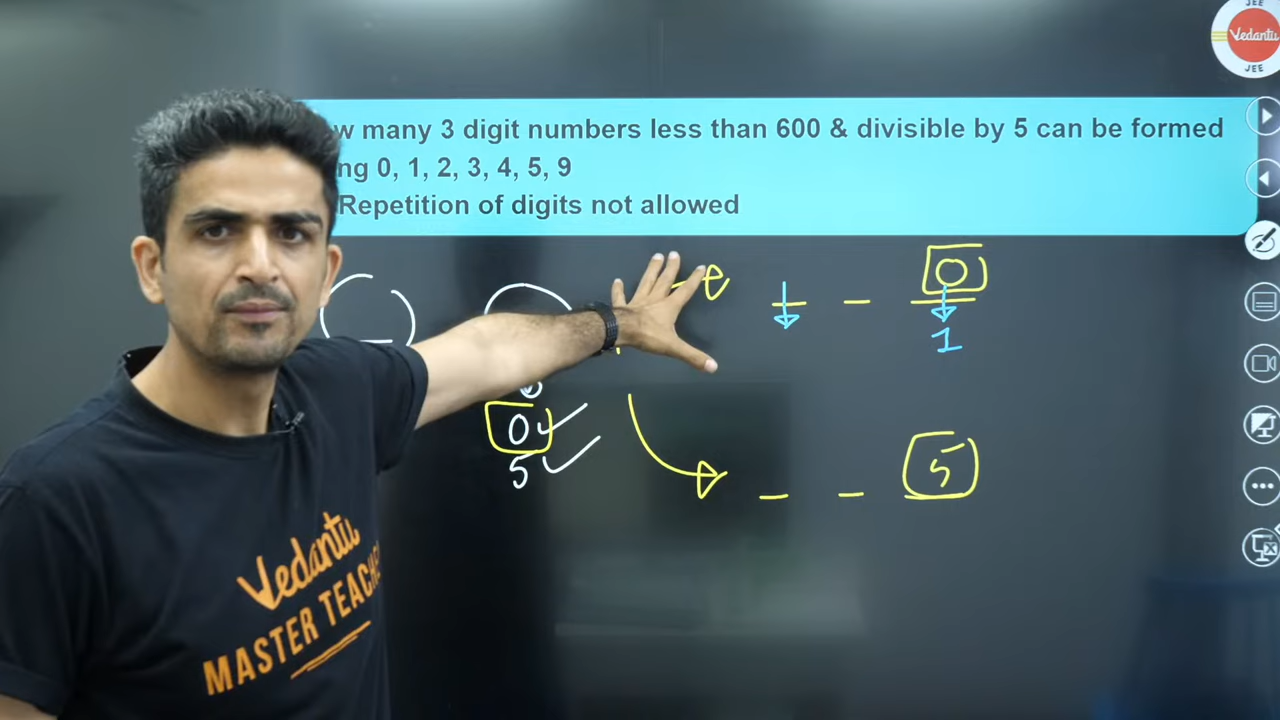 JEE
Vedantu
JEE
w many 3 digit numbers less than 600 & divisible by 5 can be formed
ng 0, 1, 2, 3, 4, 5, 9
Repetition of digits not allowed
0
1
0
5
5
Vedantu
MASTER TEACHE